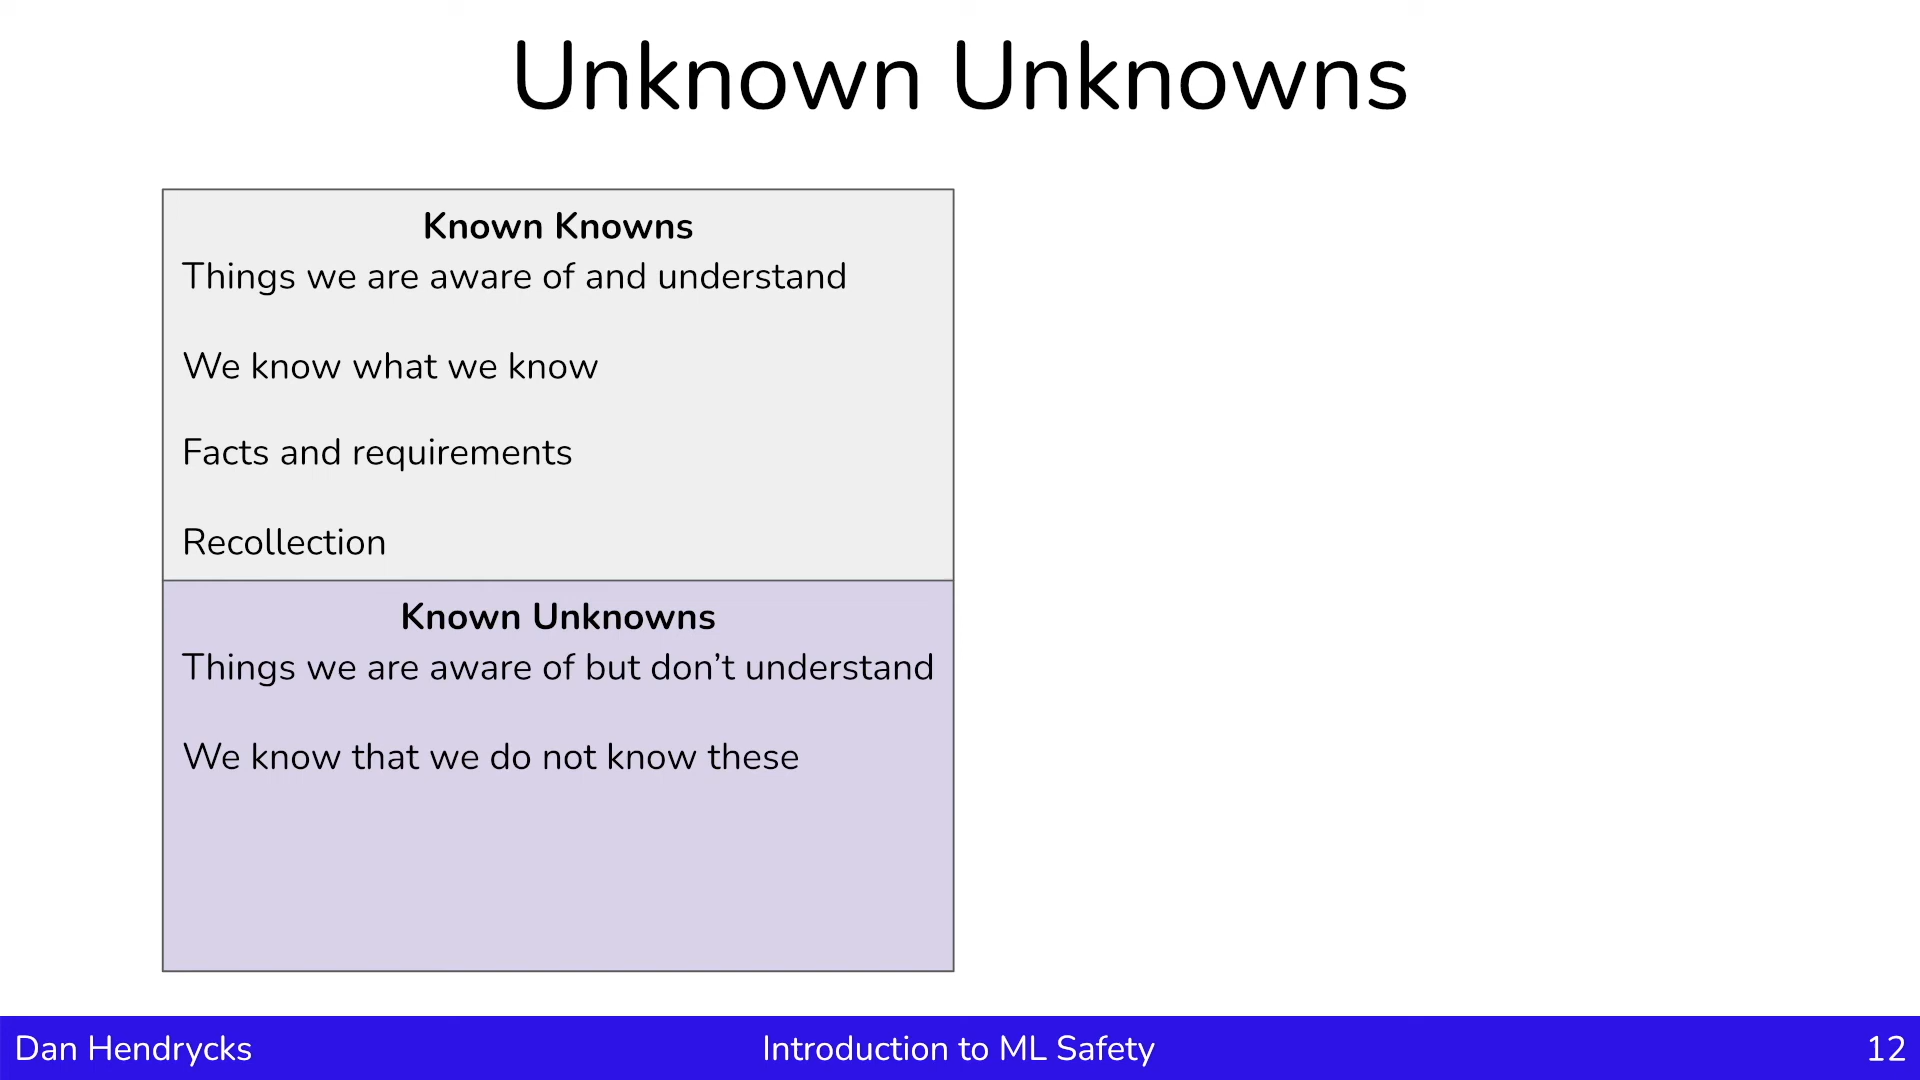 Unknown Unknowns
Known Knowns
Things we are aware of and understand
We know what we know
Facts and requirements
Recollection
Known Unknowns
Things we are aware of but don’t understand
We know that we do not know these
Dan Hendrycks
Introduction to ML Safety
12